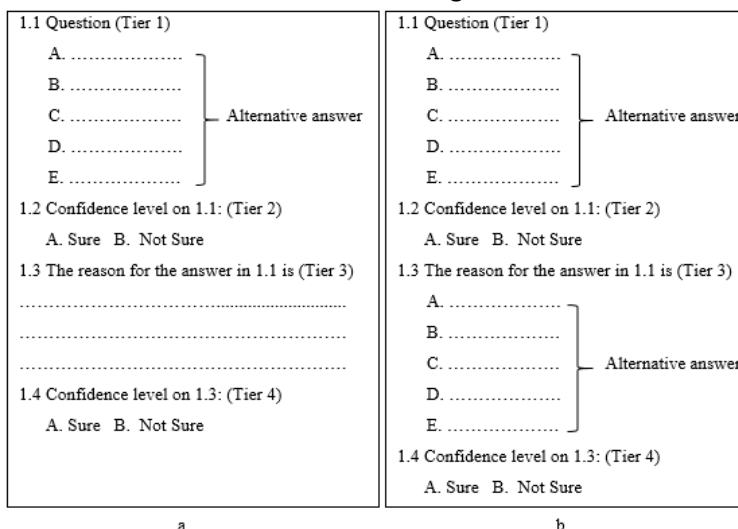 1.1 Question (Tier 1)
A. …………………
B. …………………
C. ………………… Alternative answer
D. …………………
E. …………………
1.2 Confidence level on 1.1: (Tier 2)
A. Sure B. Not Sure
1.3 The reason for the answer in 1.1 is (Tier 3)
……………………………...............................
……………………………………………………
……………………………………………………
1.4 Confidence level on 1.3: (Tier 4)
A. Sure B. Not Sure
a
1.1 Question (Tier 1)
A. …………………
B. …………………
C. ………………… Alternative answer
D. …………………
E. …………………
1.2 Confidence level on 1.1: (Tier 2)
A. Sure B. Not Sure
1.3 The reason for the answer in 1.1 is (Tier 3)
A. …………………
B. …………………
C. ………………… Alternative answer
D. …………………
E. …………………
1.4 Confidence level on 1.3: (Tier 4)
A. Sure B. Not Sure
b